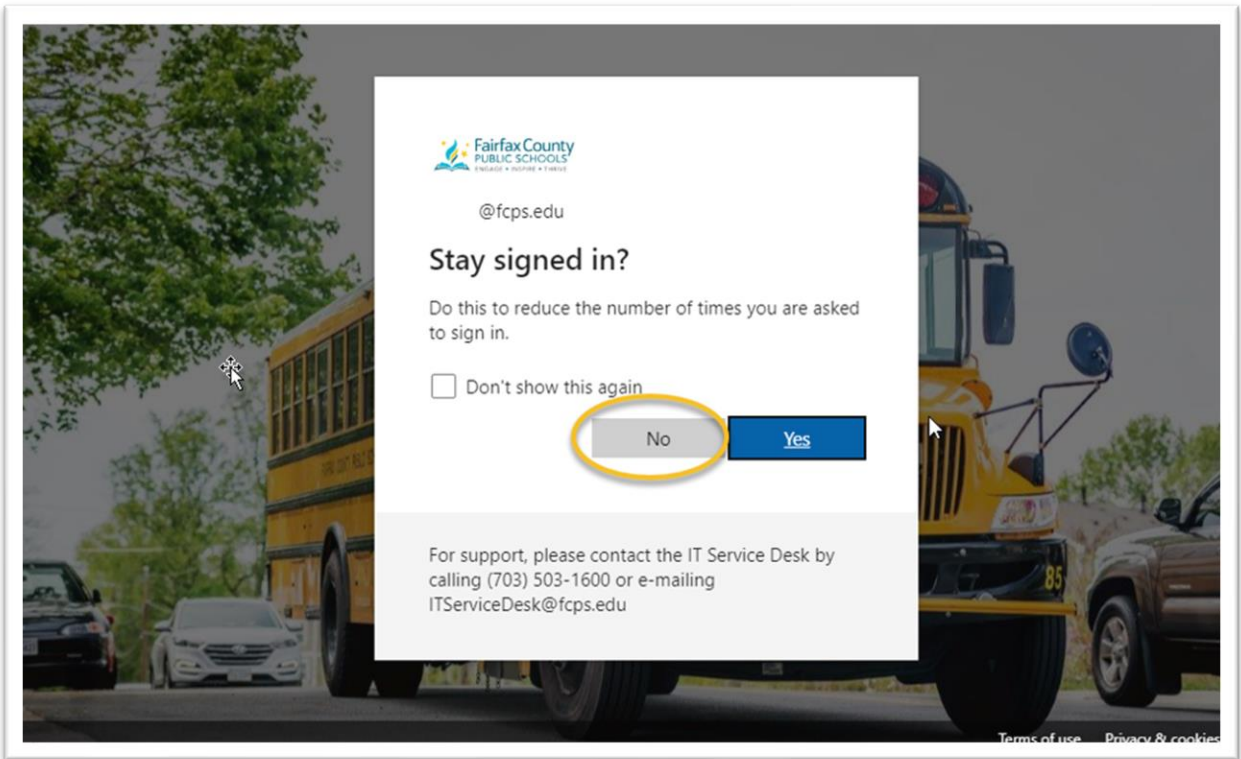 Fairfax County
PUBLIC SCHOOLS
ENGAGE • INSPIRE • THRIVE
@fcps.edu
Stay signed in?
Do this to reduce the number of times you are asked
to sign in.
Don't show this again
No
Yes
For support, please contact the IT Service Desk by
calling (703) 503-1600 or e-mailing
ITServiceDesk@fcps.edu
85
Terms of use
Privacy & cookies